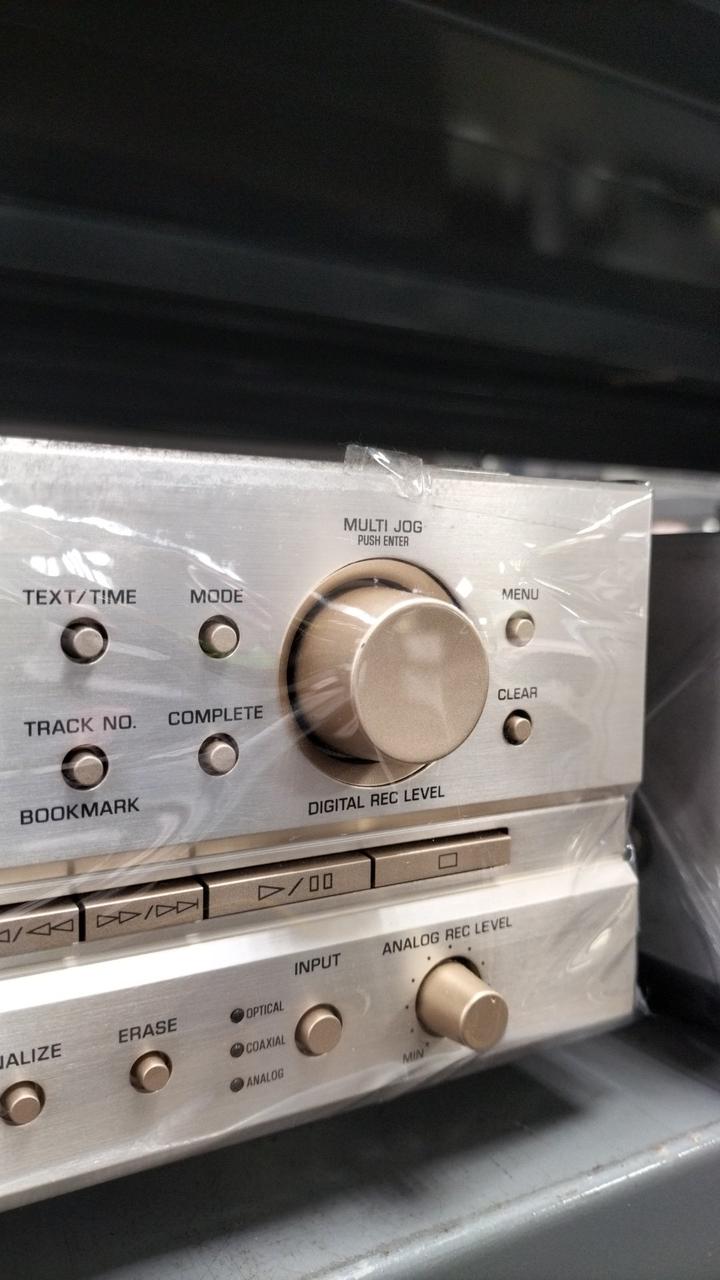 MULTI JOG
PUSH ENTER
TEXT/TIME
MODE
MENU
TRACK NO.
COMPLETE
CLEAR
BOOKMARK
DIGITAL REC LEVEL
INPUT
ANALOG REC LEVEL
OPTICAL
COAXIAL
ANALOG
ERASE
NALIZE
MIN